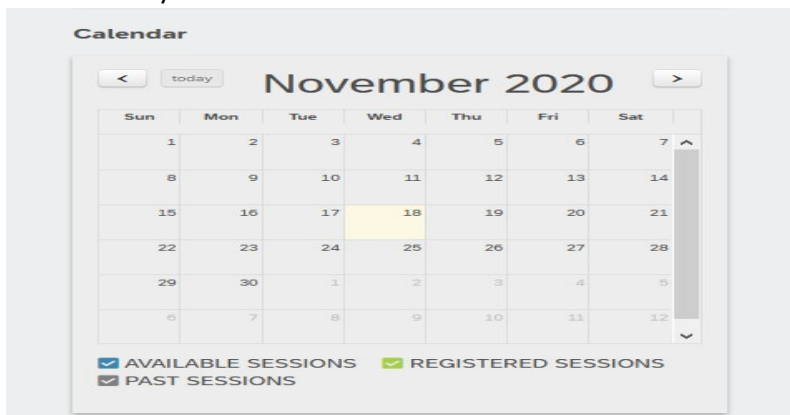 Calendar
< today November 2020 >
Sun Mon Tue Wed Thu Fri Sat
1 2 3 4 5 6 7
8 9 10 11 12 13 14
15 16 17 18 19 20 21
22 23 24 25 26 27 28
29 30 1 2 3 4 5
6 7 8 9 10 11 12
AVAILABLE SESSIONS REGISTERED SESSIONS
PAST SESSIONS